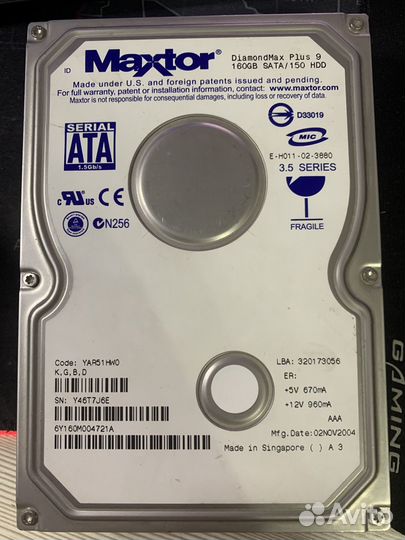 ID Maxtor DiamondMax Plus 9
160GB SATA/150 HDD
Made under U.S. and foreign patents issued and pending.
For full warranty, patent or installation information, contact: www.maxtor.com
Maxtor is not responsible for consequential damages, including loss or recovery of data.
SERIAL
ATA
1.5Gb/s
D33019
MIC
E-H011-02-3880
3.5 SERIES
FRAGILE
c RU us CE
N256
Code: YAR51HW0
K,G,B,D
SN: Y46T7J6E
6Y160M004721A
LBA: 320173056
ER:
+5V 670mA
+12V 960mA
AAA
Mfg.Date: 02NOV2004
Made in Singapore ( ) A 3
GAMING
Avito